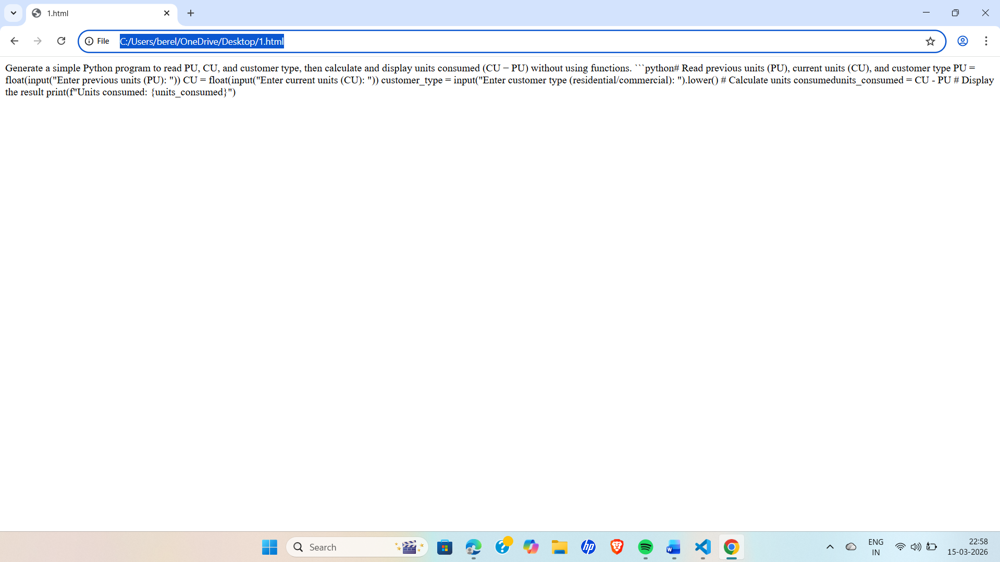 1.html
File
C:/Users/berel/OneDrive/Desktop/1.html
Generate a simple Python program to read PU, CU, and customer type, then calculate and display units consumed (CU − PU) without using functions. ```python# Read previous units (PU), current units (CU), and customer type PU =
float(input("Enter previous units (PU): ")) CU = float(input("Enter current units (CU): ")) customer_type = input("Enter customer type (residential/commercial): ").lower() # Calculate units consumedunits_consumed = CU - PU # Display
the result print(f"Units consumed: {units_consumed}")
Search
hp
W
ENG
IN
22:58
15-03-2026